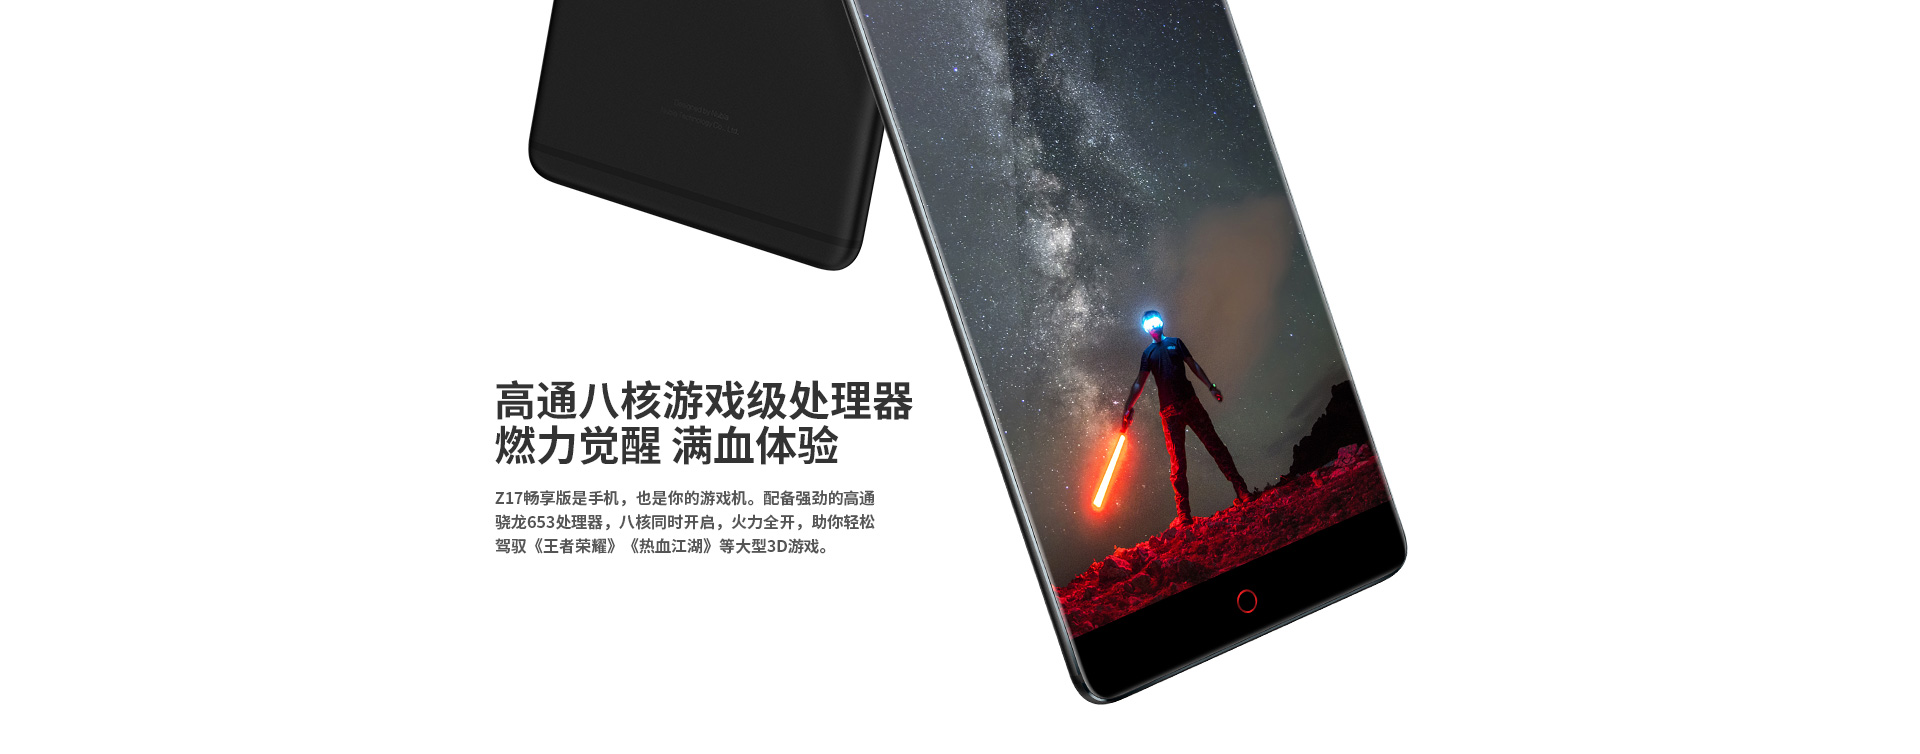 高通八核游戏级处理器
燃力觉醒 满血体验
Z17畅享版是手机，也是你的游戏机。配备强劲的高通
骁龙653处理器，八核同时开启，火力全开，助你轻松
驾驭《王者荣耀》《热血江湖》等大型3D游戏。